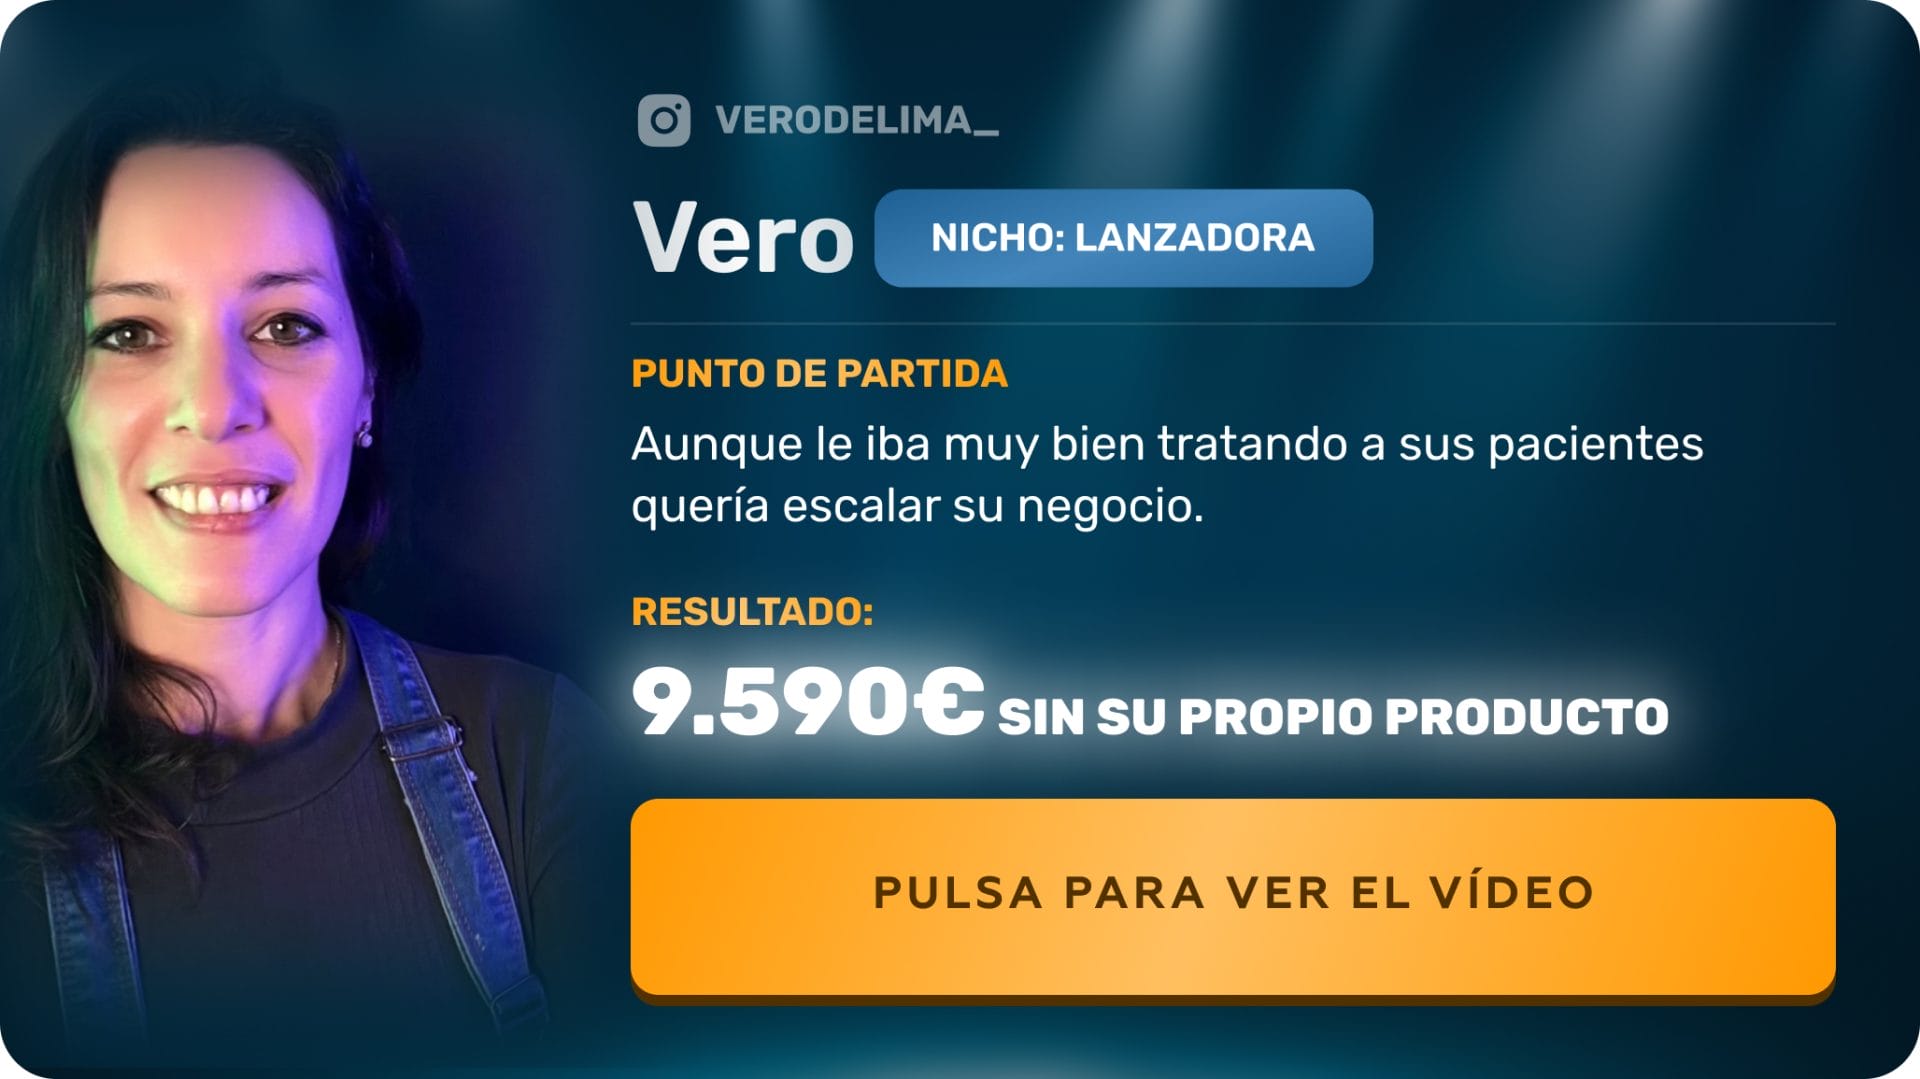 VERODELIMA_
Vero
NICHO: LANZADORA
PUNTO DE PARTIDA
Aunque le iba muy bien tratando a sus pacientes
quería escalar su negocio.
RESULTADO:
9.590€ SIN SU PROPIO PRODUCTO
PULSA PARA VER EL VÍDEO